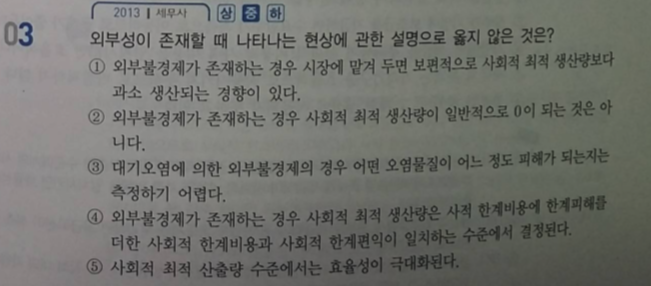 2013 | 세무사 상 중 하
03 외부성이 존재할 때 나타나는 현상에 관한 설명으로 옳지 않은 것은?
① 외부불경제가 존재하는 경우 시장에 맡겨 두면 보편적으로 사회적 최적 생산량보다
과소 생산되는 경향이 있다.
② 외부불경제가 존재하는 경우 사회적 최적 생산량이 일반적으로 0이 되는 것은 아
니다.
③ 대기오염에 의한 외부불경제의 경우 어떤 오염물질이 어느 정도 피해가 되는지는
측정하기 어렵다.
④ 외부불경제가 존재하는 경우 사회적 최적 생산량은 사적 한계비용에 한계피해를
더한 사회적 한계비용과 사회적 한계편익이 일치하는 수준에서 결정된다.
⑤ 사회적 최적 산출량 수준에서는 효율성이 극대화된다.